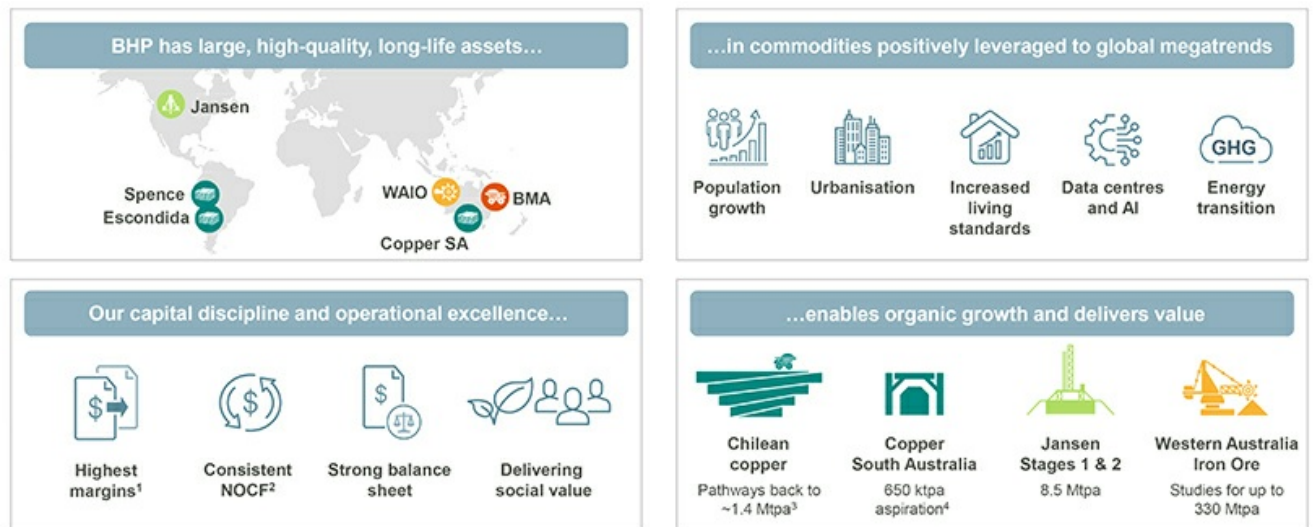 BHP has large, high-quality, long-life assets…
Jansen
Spence
Escondida
WAIO
BMA
Copper SA
…in commodities positively leveraged to global megatrends
GHG
Population
growth
Urbanisation
Increased
living
standards
Data centres
and AI
Energy
transition
Our capital discipline and operational excellence…
$
$
$
Highest
margins¹
Consistent
NOCF²
Strong balance
sheet
Delivering
social value
…enables organic growth and delivers value
Chilean
copper
Pathways back to
~1.4 Mtpa³
Copper
South Australia
650 ktpa
aspiration⁴
Jansen
Stages 1 & 2
8.5 Mtpa
Western Australia
Iron Ore
Studies for up to
330 Mtpa